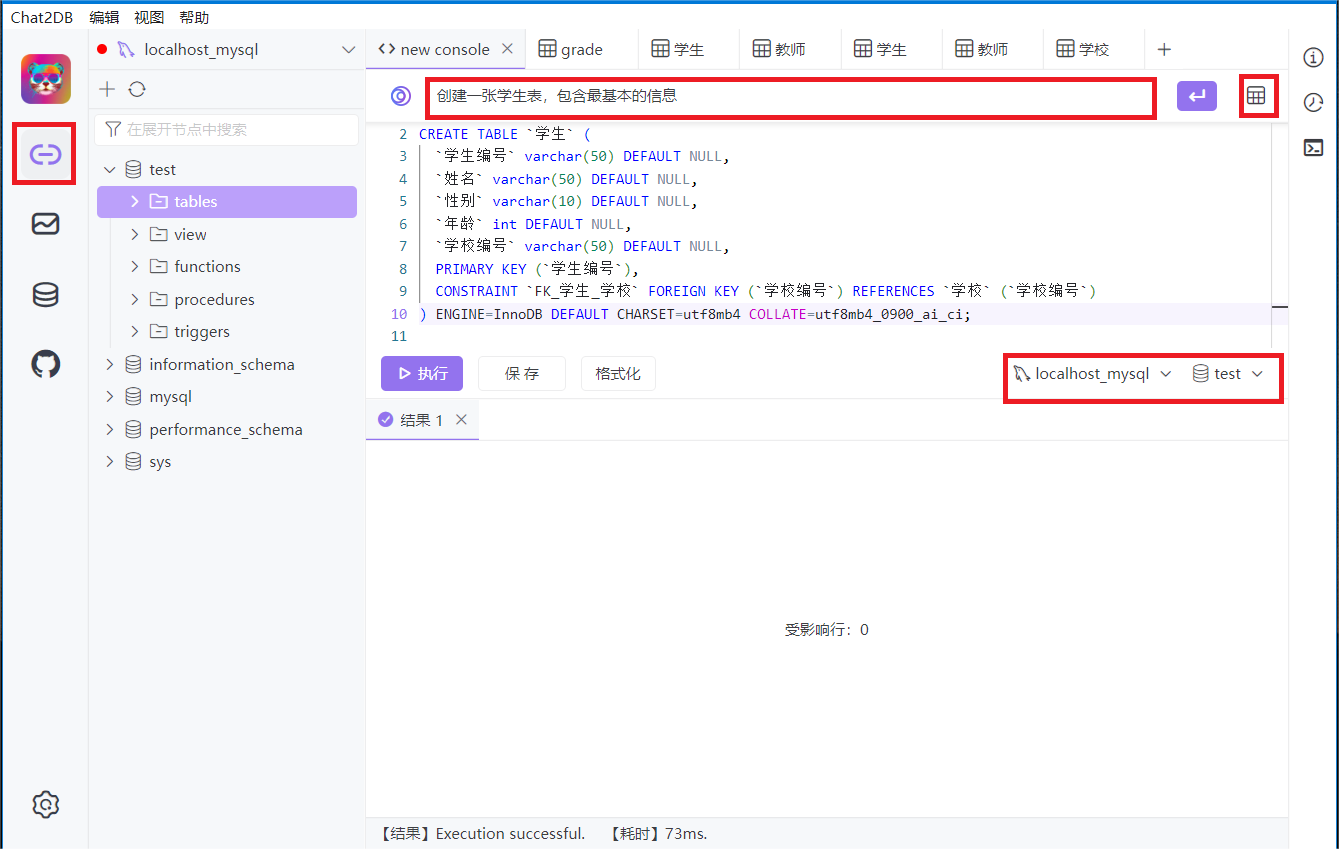 Chat2DB 编辑 视图 帮助
localhost_mysql
在展开节点中搜索
test
tables
view
functions
procedures
triggers
information_schema
mysql
performance_schema
sys
new console
grade
学生
教师
学生
教师
学校
创建一张学生表，包含最基本的信息
2 CREATE TABLE `学生` (
3 `学生编号` varchar(50) DEFAULT NULL,
4 `姓名` varchar(50) DEFAULT NULL,
5 `性别` varchar(10) DEFAULT NULL,
6 `年龄` int DEFAULT NULL,
7 `学校编号` varchar(50) DEFAULT NULL,
8 PRIMARY KEY (`学生编号`),
9 CONSTRAINT `FK_学生_学校` FOREIGN KEY (`学校编号`) REFERENCES `学校` (`学校编号`)
10 ) ENGINE=InnoDB DEFAULT CHARSET=utf8mb4 COLLATE=utf8mb4_0900_ai_ci;
11
执行 保存 格式化 localhost_mysql test
结果 1
受影响行：0
【结果】Execution successful. 【耗时】73ms.